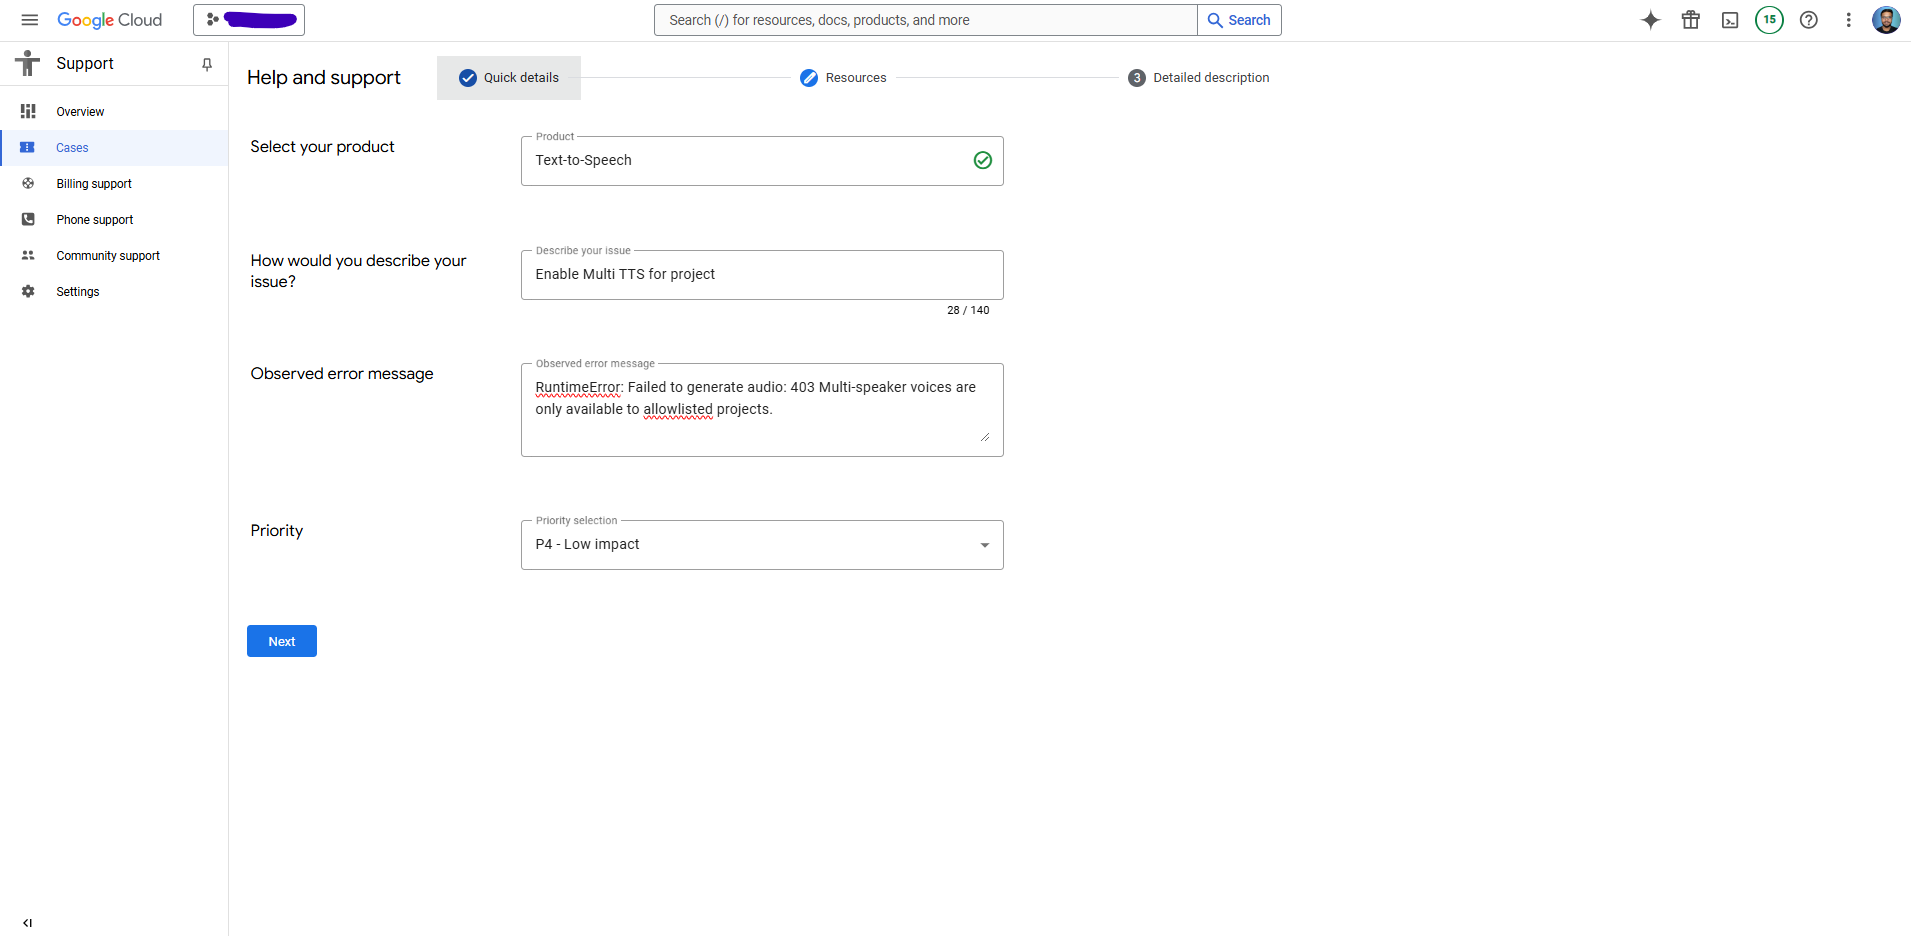 Google Cloud
Search (/) for resources, docs, products, and more
Search
15
Support
Overview
Cases
Billing support
Phone support
Community support
Settings
Help and support
Quick details
Resources
3 Detailed description
Select your product
Product
Text-to-Speech
How would you describe your
issue?
Describe your issue
Enable Multi TTS for project
28 / 140
Observed error message
Observed error message
RuntimeError: Failed to generate audio: 403 Multi-speaker voices are
only available to allowlisted projects.
Priority
Priority selection
P4 - Low impact
Next